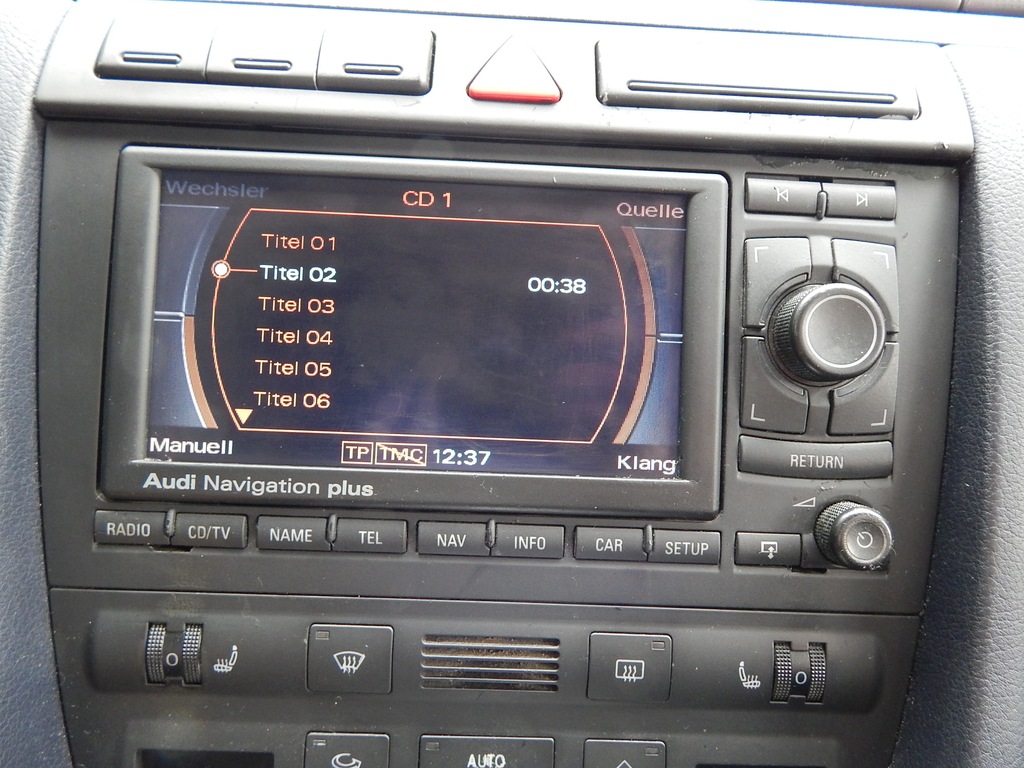 Wechsler CD 1 Quelle
Titel 01
Titel 02 00:38
Titel 03
Titel 04
Titel 05
Titel 06
Manuell TP TMC 12:37 Klang
Audi Navigation plus
RETURN
RADIO CD/TV NAME TEL NAV INFO CAR SETUP
0 0
AUTO